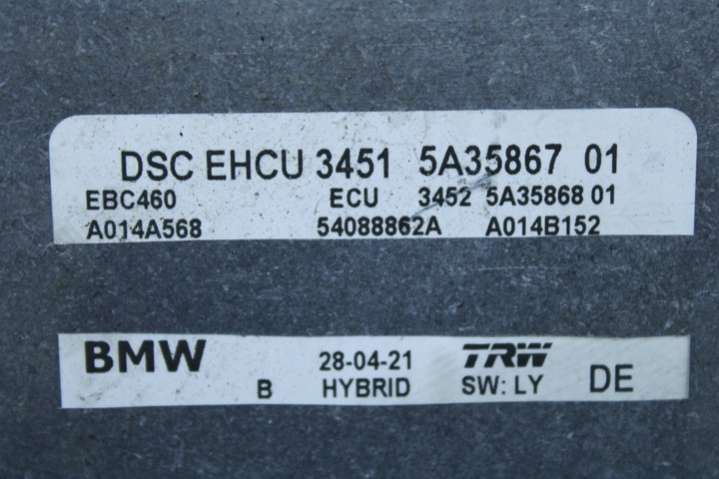 DSC EHCU 3451 5A35867 01
EBC460 ECU 3452 5A35868 01
A014A568 54088862A A014B152
BMW 28-04-21 TRW
B HYBRID SW: LY DE